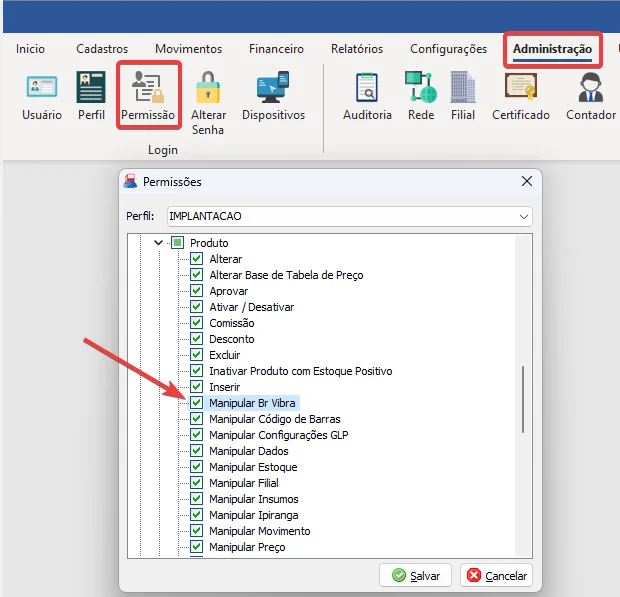 Inicio Cadastros Movimentos Financeiro Relatórios Configurações Administração
Usuário Perfil Permissão Alterar Senha Dispositivos Auditoria Rede Filial Certificado Contador
Login
Permissões
Perfil: IMPLANTACAO
Produto
Alterar
Alterar Base de Tabela de Preço
Aprovar
Ativar / Desativar
Comissão
Desconto
Excluir
Inativar Produto com Estoque Positivo
Inserir
Manipular Br Vibra
Manipular Código de Barras
Manipular Configurações GLP
Manipular Dados
Manipular Estoque
Manipular Filial
Manipular Insumos
Manipular Ipiranga
Manipular Movimento
Manipular Preço
Salvar Cancelar